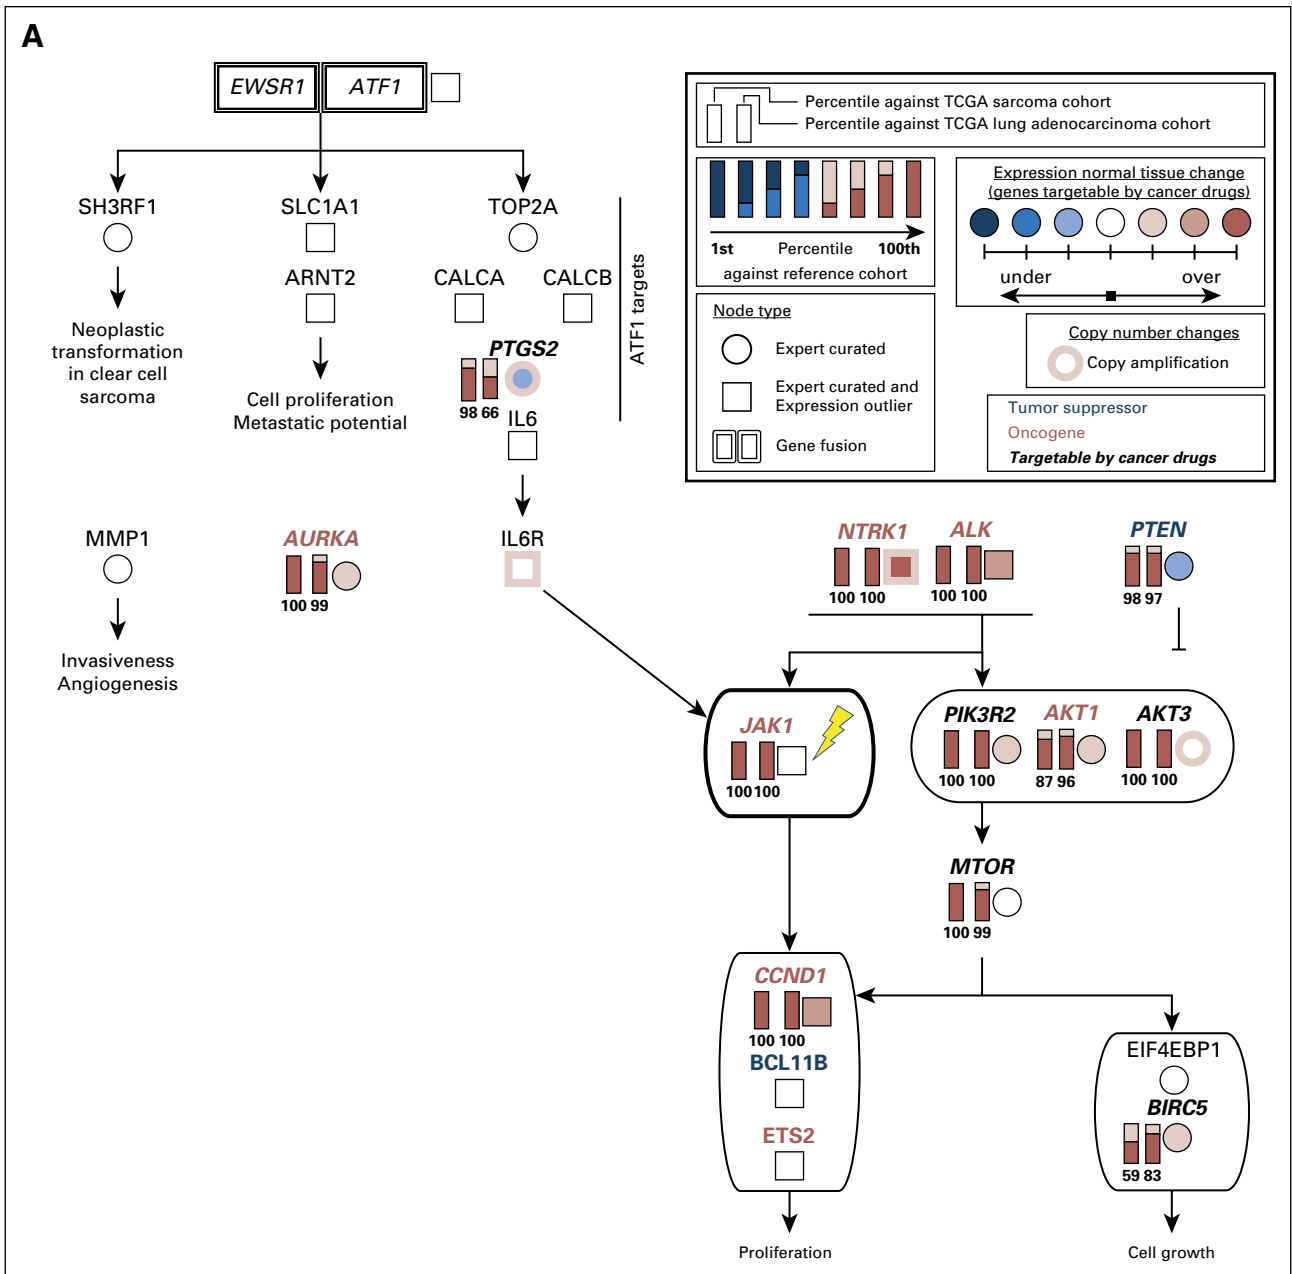 A
EWSR1 ATF1
SH3RF1
SLC1A1
TOP2A
ARNT2
CALCA
CALCB
Neoplastic
transformation
in clear cell
sarcoma
Cell proliferation
Metastatic potential
PTGS2
98 66
IL6
ATF1 targets
Percentile against TCGA sarcoma cohort
Percentile against TCGA lung adenocarcinoma cohort
1st Percentile 100th
against reference cohort
Expression normal tissue change
(genes targetable by cancer drugs)
under over
Node type
Expert curated
Expert curated and
Expression outlier
Gene fusion
Copy number changes
Copy amplification
Tumor suppressor
Oncogene
Targetable by cancer drugs
MMP1
Invasiveness
Angiogenesis
AURKA
100 99
IL6R
NTRK1
100 100
ALK
100 100
PTEN
98 97
JAK1
100 100
PIK3R2
100 100
AKT1
87 96
AKT3
100 100
MTOR
100 99
CCND1
100 100
BCL11B
ETS2
Proliferation
EIF4EBP1
BIRC5
59 83
Cell growth